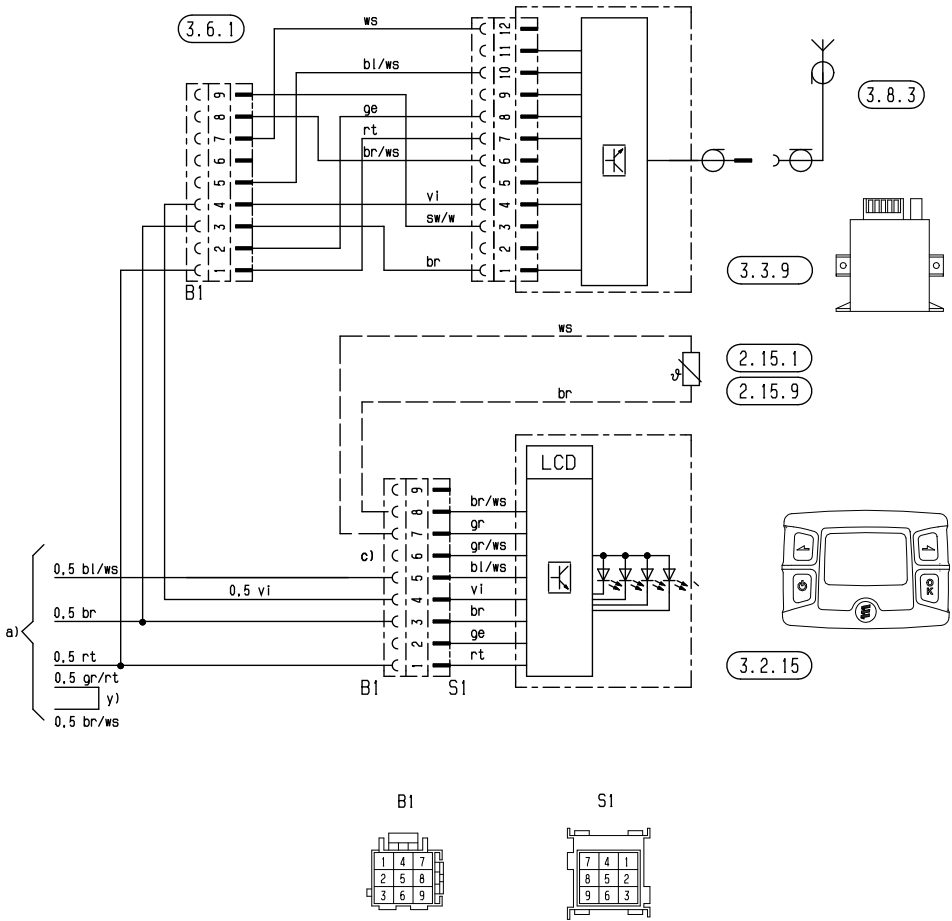 3.6.1
ws
12
11
10
9
8
7
6
5
4
3
2
1
bl/ws
ge
rt
br/ws
vi
sw/w
br
9
8
7
6
5
4
3
2
1
B1
3.8.3
3.3.9
ws
2.15.1
ϑ
2.15.9
br
LCD
9
8
7
6
5
4
3
2
1
br/ws
gr
c)
gr/ws
bl/ws
vi
br
ge
rt
0,5 bl/ws
0,5 vi
0,5 br
a)
0,5 rt
0,5 gr/rt
y)
0,5 br/ws
B1
S1
OK
3.2.15
B1
S1
1 4 7
2 5 8
3 6 9
7 4 1
8 5 2
9 6 3